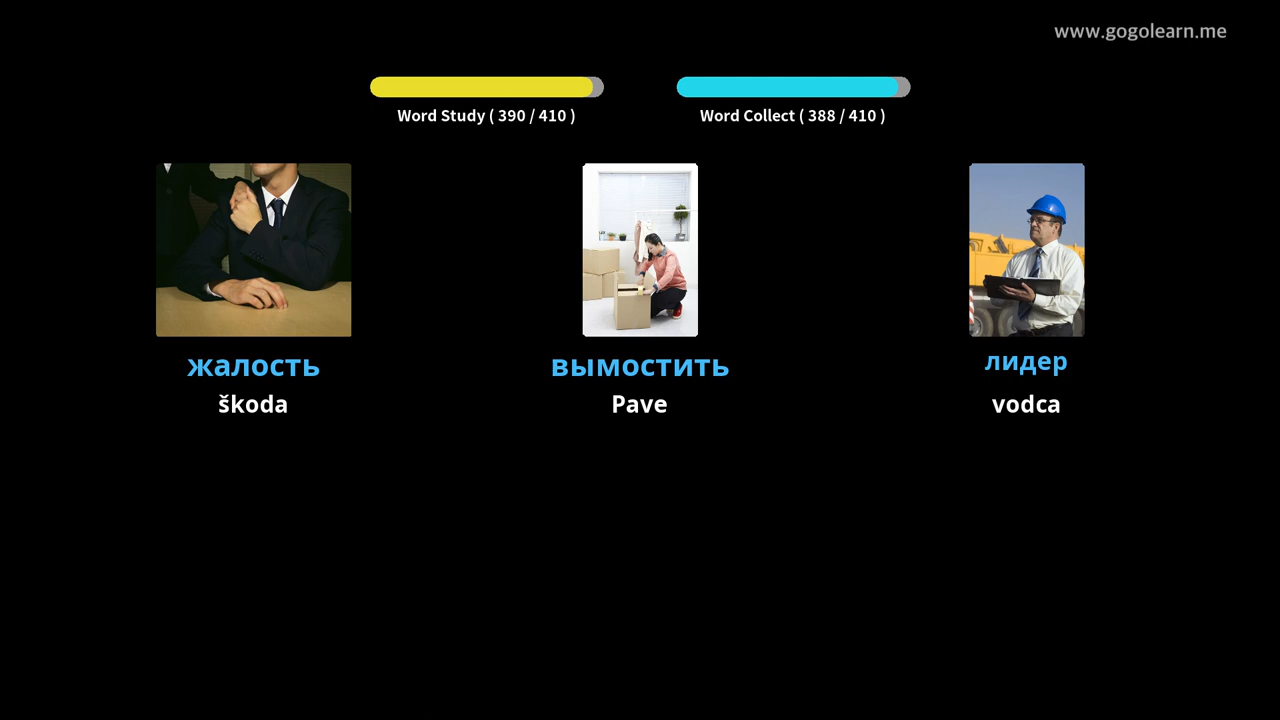 www.gogolearn.me
Word Study ( 390 / 410 )
Word Collect ( 388 / 410 )
жалость
škoda
вымостить
Pave
лидер
vodca